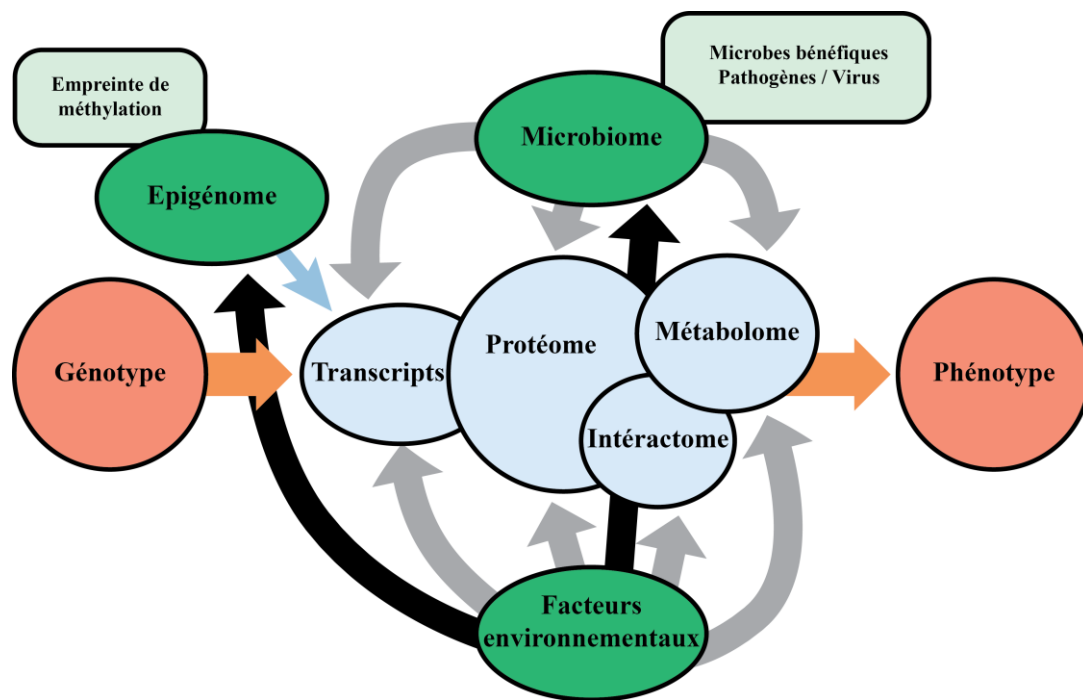 Empreinte de
méthylation
Microbes bénéfiques
Pathogènes / Virus
Epigénome
Microbiome
Génotype
Transcripts
Protéome
Métabolome
Intéractome
Phénotype
Facteurs
environnementaux